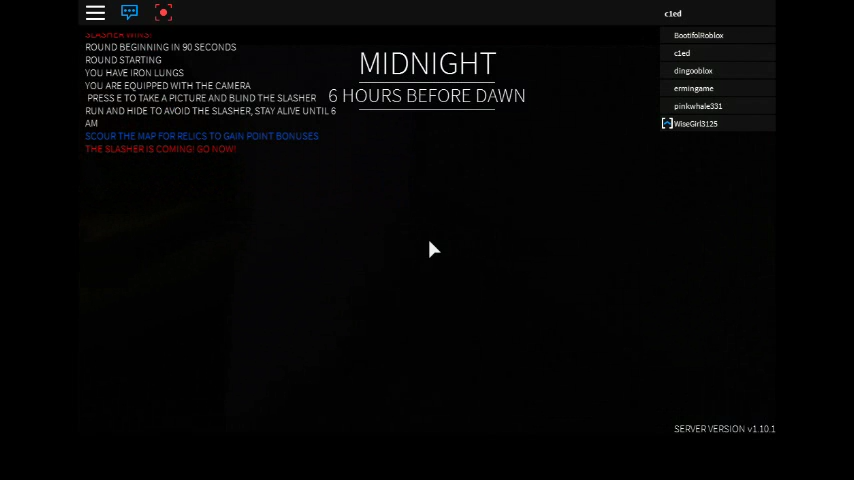 c1ed
SLASHER WINS!
ROUND BEGINNING IN 90 SECONDS
ROUND STARTING
YOU HAVE IRON LUNGS
YOU ARE EQUIPPED WITH THE CAMERA
PRESS E TO TAKE A PICTURE AND BLIND THE SLASHER
RUN AND HIDE TO AVOID THE SLASHER, STAY ALIVE UNTIL 6
AM
SCOUR THE MAP FOR RELICS TO GAIN POINT BONUSES
THE SLASHER IS COMING! GO NOW!
MIDNIGHT
6 HOURS BEFORE DAWN
BootifolRoblox
c1ed
dingooblox
ermingame
pinkwhale331
WiseGirl3125
SERVER VERSION v1.10.1